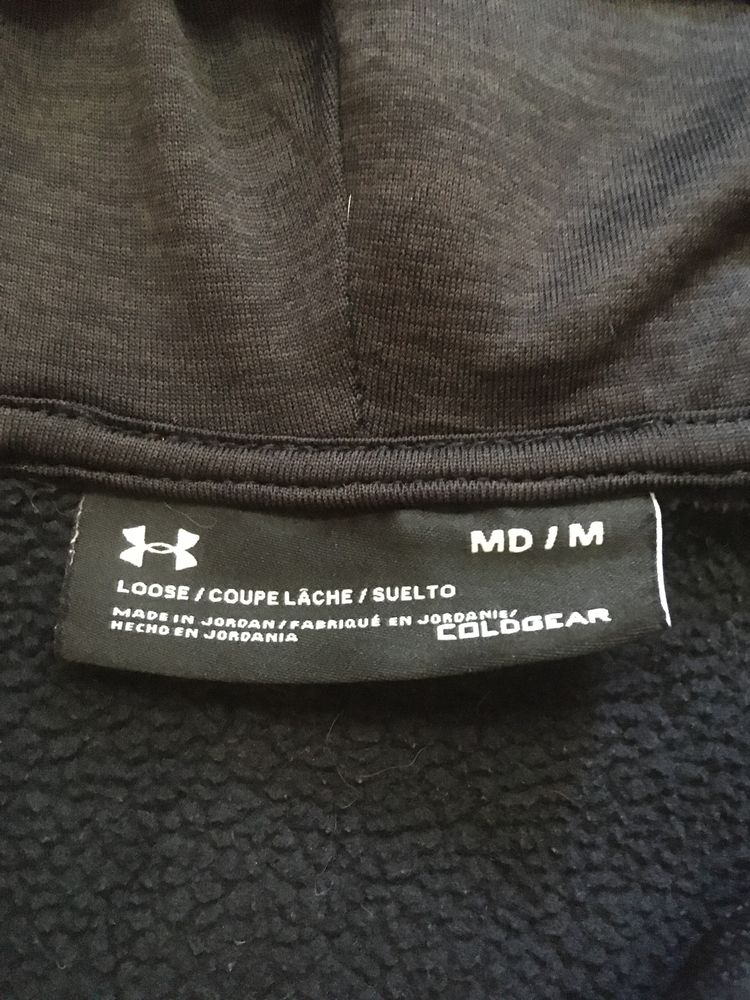 MD / M
LOOSE / COUPE LÂCHE / SUELTO
MADE IN JORDAN / FABRIQUÉ EN JORDANIE/
HECHO EN JORDANIA
COLDGEAR